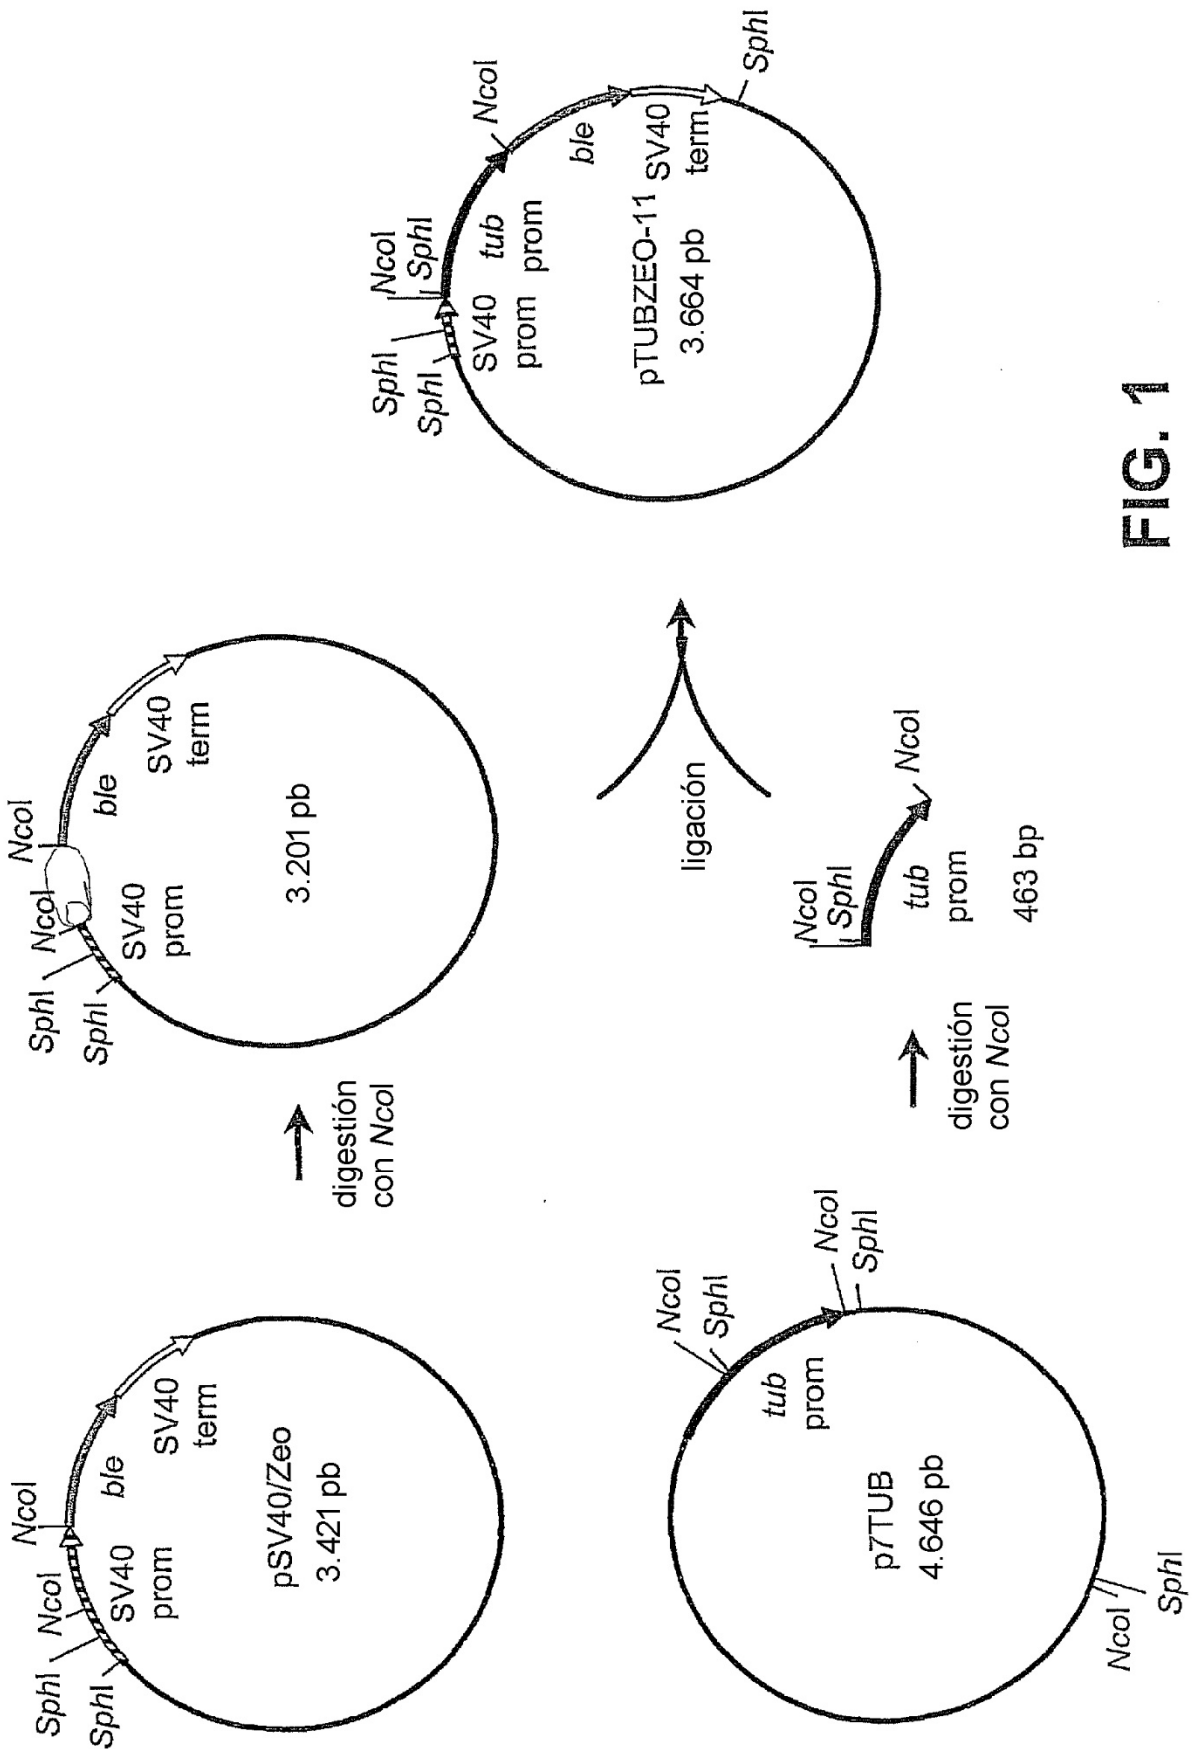 SphI
SphI
NcoI
NcoI
SV40
prom
ble
SV40
term
pSV40/Zeo
3.421 pb
digestión
con NcoI
SphI
SphI
NcoI
NcoI
SV40
prom
ble
SV40
term
3.201 pb
NcoI
SphI
tub
prom
NcoI
SphI
p7TUB
4.646 pb
NcoI
SphI
digestión
con NcoI
NcoI
SphI
tub
prom
NcoI
463 bp
ligación
SphI
SphI
NcoI
SphI
SV40
prom
tub
prom
NcoI
ble
SV40
term
SphI
pTUBZEO-11
3.664 pb
FIG. 1